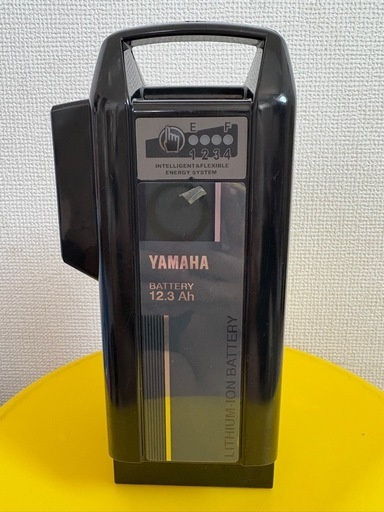 E F
1 2 3 4
INTELLIGENT&FLEXIBLE
ENERGY SYSTEM
YAMAHA
BATTERY
12.3 Ah
LITHIUM-ION BATTERY